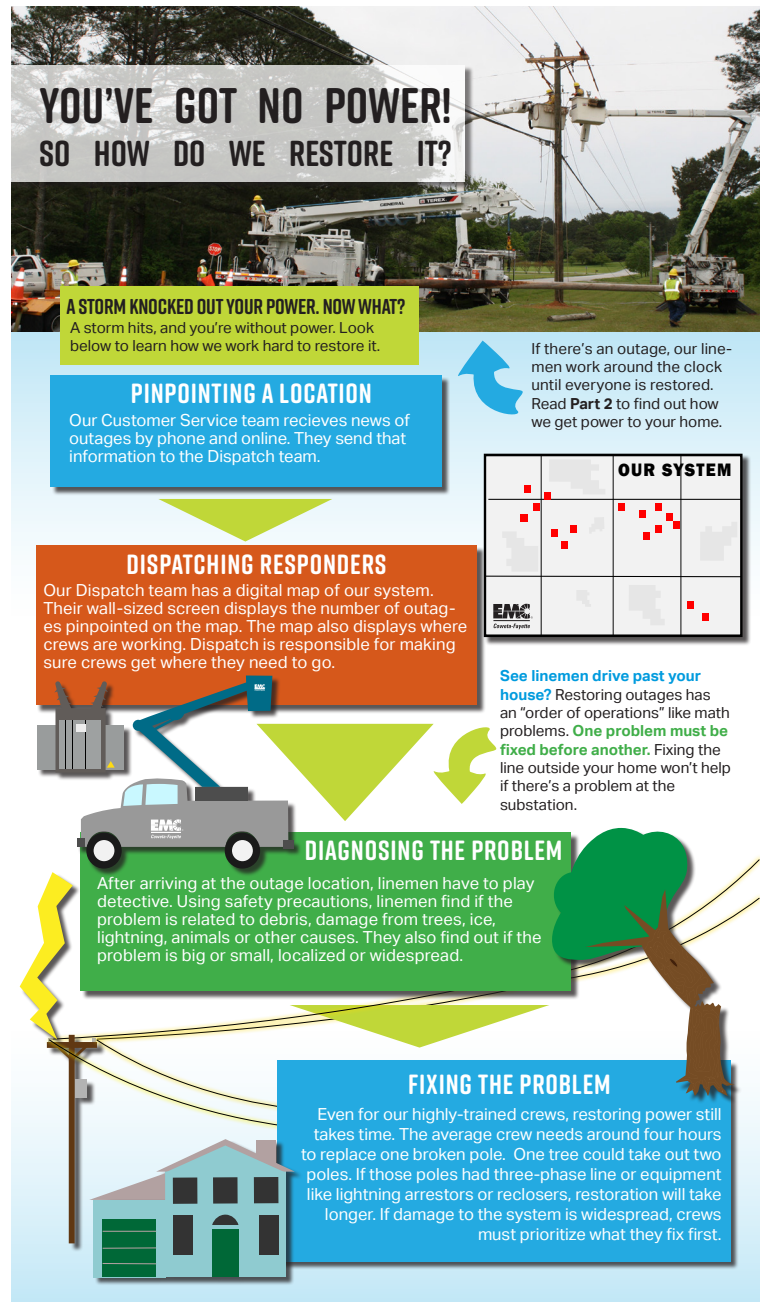 YOU'VE GOT NO POWER!
SO HOW DO WE RESTORE IT?
GENERAL
TEREX
STOP
A STORM KNOCKED OUT YOUR POWER. NOW WHAT?
A storm hits, and you're without power. Look
below to learn how we work hard to restore it.
If there's an outage, our line-
men work around the clock
until everyone is restored.
Read Part 2 to find out how
we get power to your home.
PINPOINTING A LOCATION
Our Customer Service team recieves news of
outages by phone and online. They send that
information to the Dispatch team.
OUR SYSTEM
EMC
Coweta-Fayette
DISPATCHING RESPONDERS
Our Dispatch team has a digital map of our system.
Their wall-sized screen displays the number of outag-
es pinpointed on the map. The map also displays where
crews are working. Dispatch is responsible for making
sure crews get where they need to go.
EMC
See linemen drive past your
house? Restoring outages has
an "order of operations" like math
problems. One problem must be
fixed before another. Fixing the
line outside your home won't help
if there's a problem at the
substation.
EMC
Coweta-Fayette
DIAGNOSING THE PROBLEM
After arriving at the outage location, linemen have to play
detective. Using safety precautions, linemen find if the
problem is related to debris, damage from trees, ice,
lightning, animals or other causes. They also find out if the
problem is big or small, localized or widespread.
FIXING THE PROBLEM
Even for our highly-trained crews, restoring power still
takes time. The average crew needs around four hours
to replace one broken pole. One tree could take out two
poles. If those poles had three-phase line or equipment
like lightning arrestors or reclosers, restoration will take
longer. If damage to the system is widespread, crews
must prioritize what they fix first.